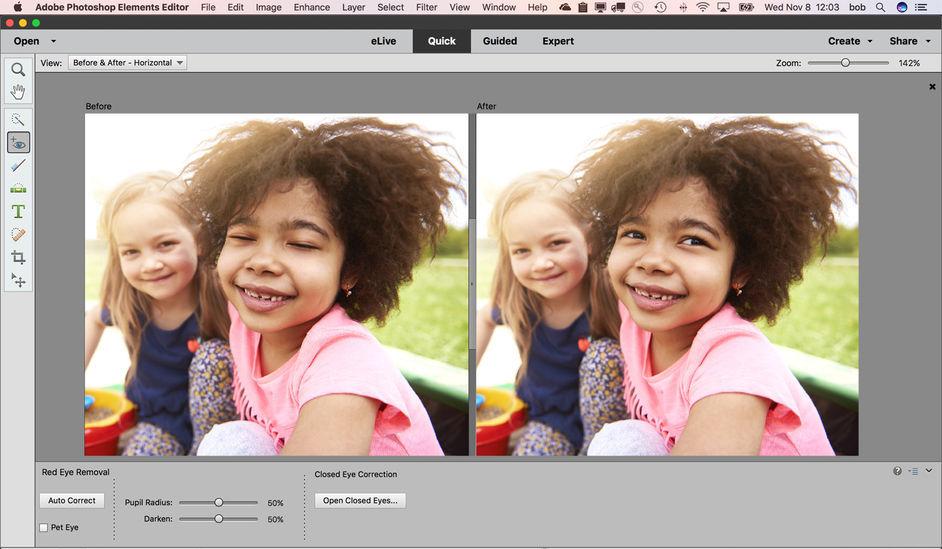 Adobe Photoshop Elements Editor File Edit Image Enhance Layer Select Filter View Window Help Wed Nov 8 12:03 bob
Open eLive Quick Guided Expert Create Share
View: Before & After - Horizontal Zoom: 142%
Before After
T
Red Eye Removal Closed Eye Correction
Auto Correct Pupil Radius: 50% Open Closed Eyes...
Darken: 50%
Pet Eye